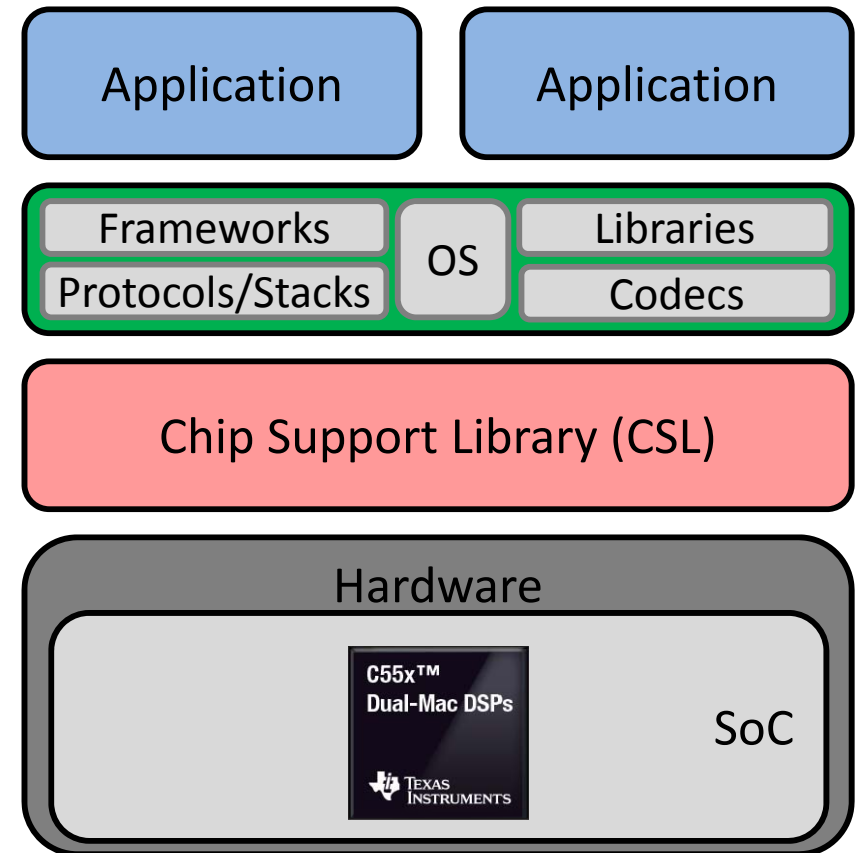 Application
Application
Frameworks
Protocols/Stacks
OS
Libraries
Codecs
Chip Support Library (CSL)
Hardware
C55x™
Dual-Mac DSPs
TEXAS
INSTRUMENTS
SoC